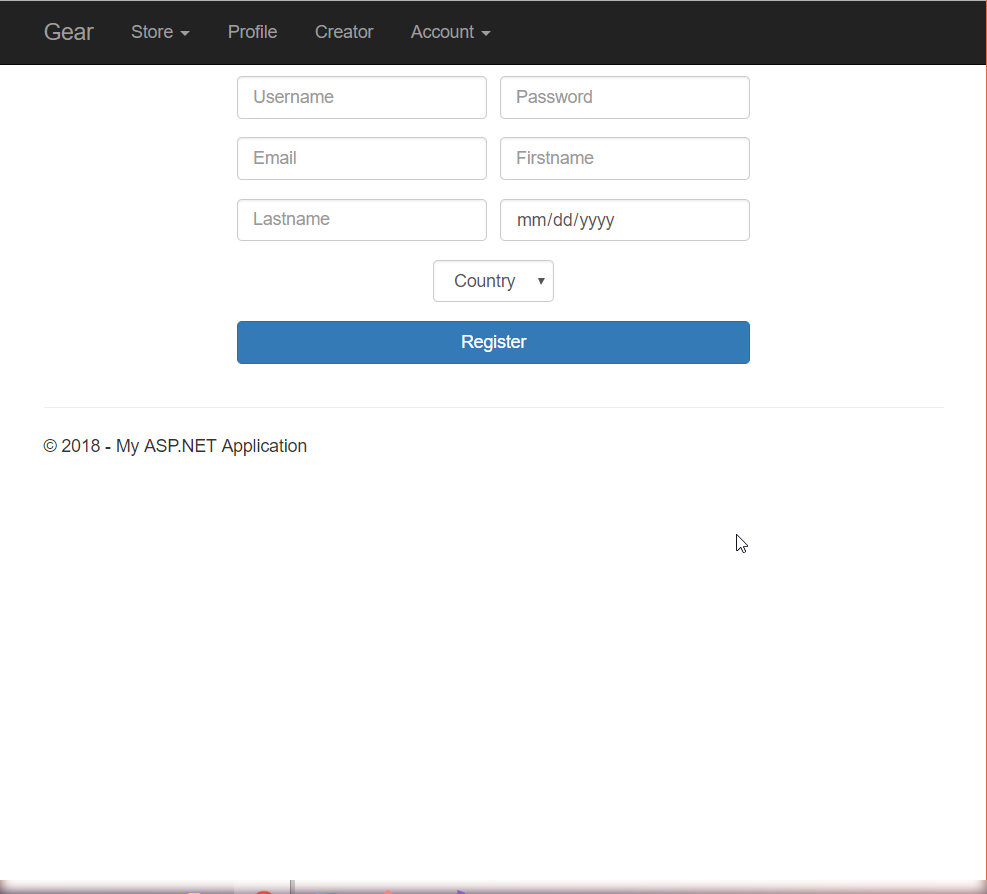 Gear Store Profile Creator Account
Username Password
Email Firstname
Lastname mm/dd/yyyy
Country
Register
© 2018 - My ASP.NET Application